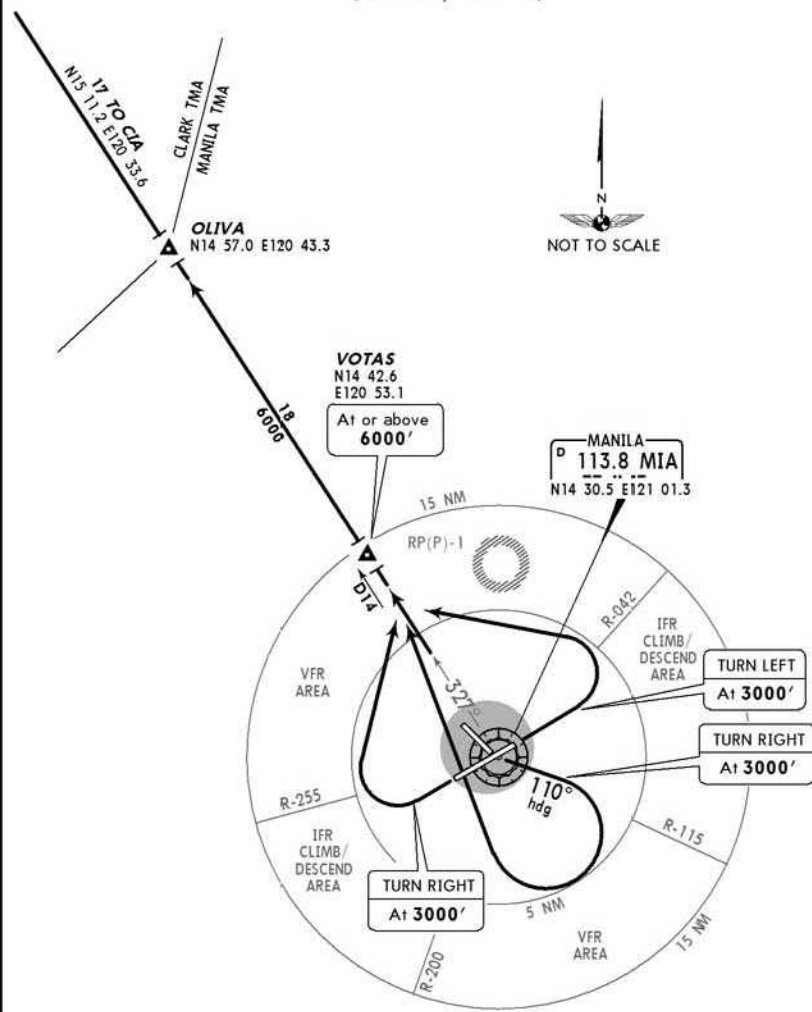 17 TO CIA
N15 11.2 E120 33.6
CLARK TMA
MANILA TMA
OLIVA
N14 57.0 E120 43.3
N
NOT TO SCALE
18
6000
VOTAS
N14 42.6
E120 53.1
At or above
6000'
MANILA
D 113.8 MIA
N14 30.5 E121 01.3
15 NM
RP(P)-1
D14
R-042
IFR
CLIMB/
DESCEND
AREA
VFR
AREA
327°
TURN LEFT
At 3000'
TURN RIGHT
At 3000'
110°
hdg
R-255
R-115
IFR
CLIMB/
DESCEND
AREA
TURN RIGHT
At 3000'
5 NM
VFR
AREA
15 NM
R-200